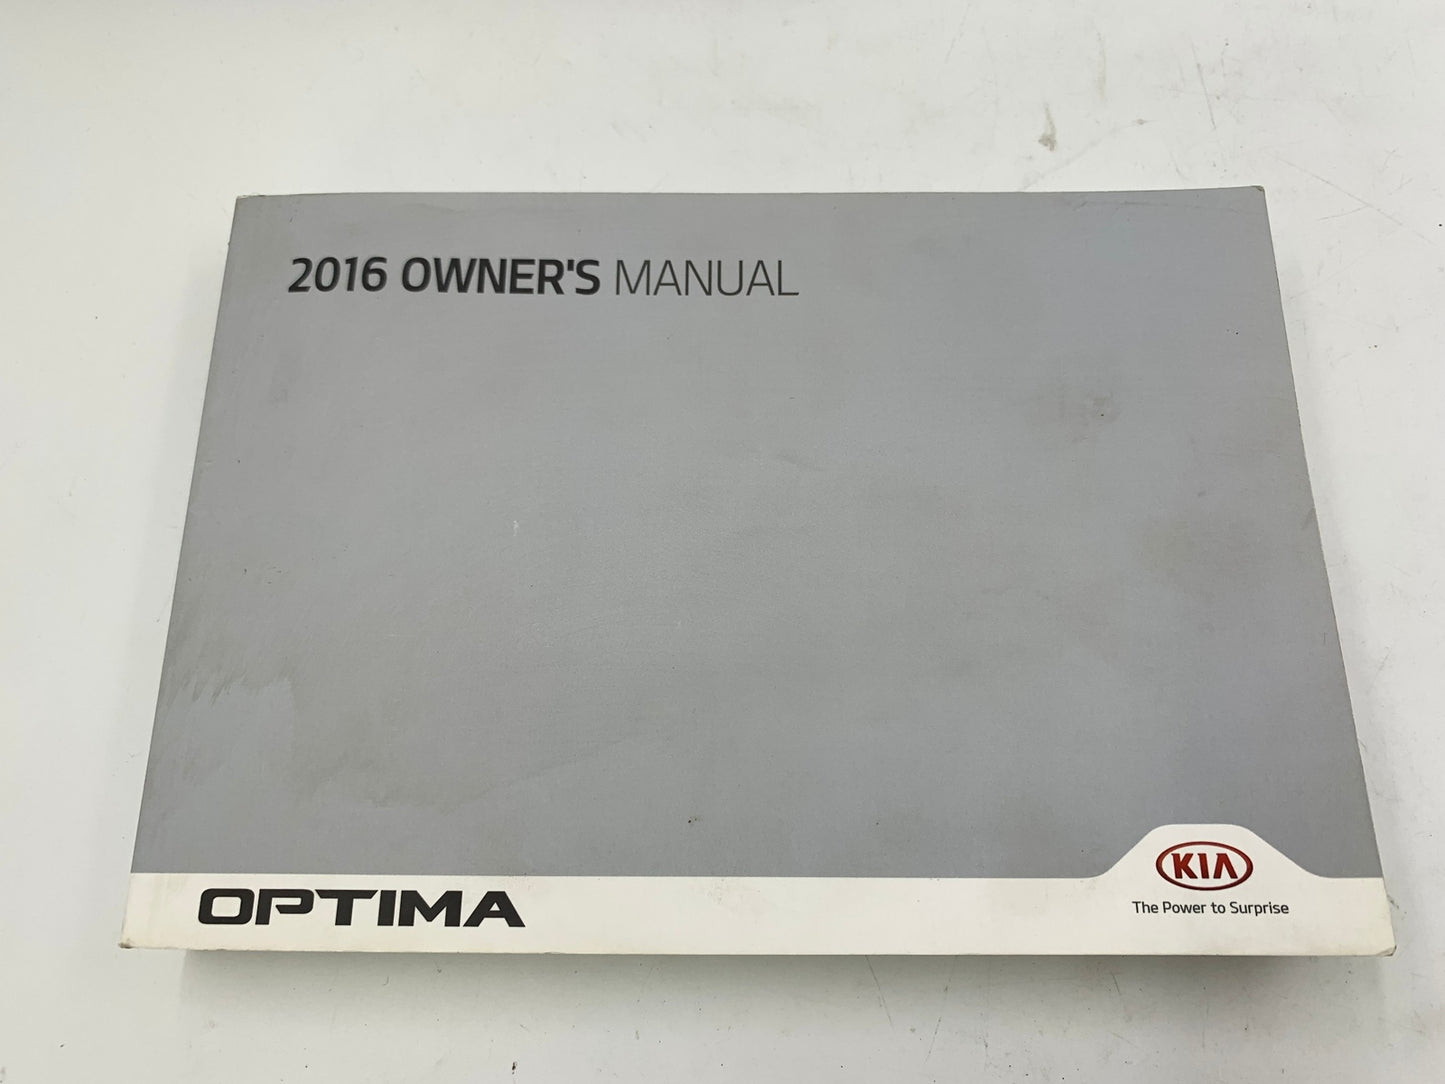 2016 OWNER'S MANUAL
OPTIMA
KIA
The Power to Surprise